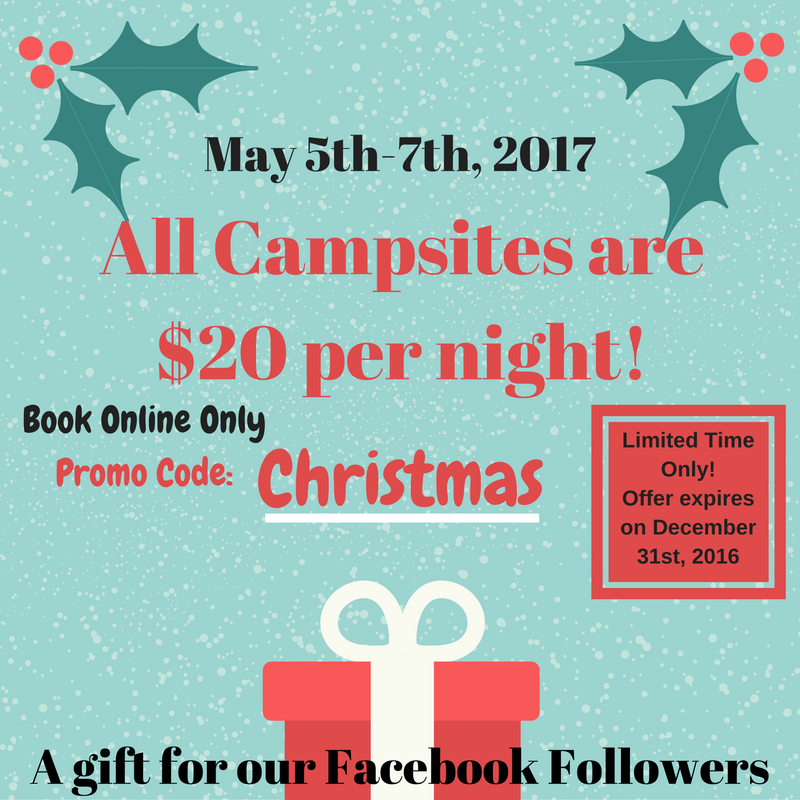 May 5th-7th, 2017
All Campsites are
$20 per night!
Book Online Only
Promo Code: Christmas
Limited Time
Only!
Offer expires
on December
31st, 2016
A gift for our Facebook Followers